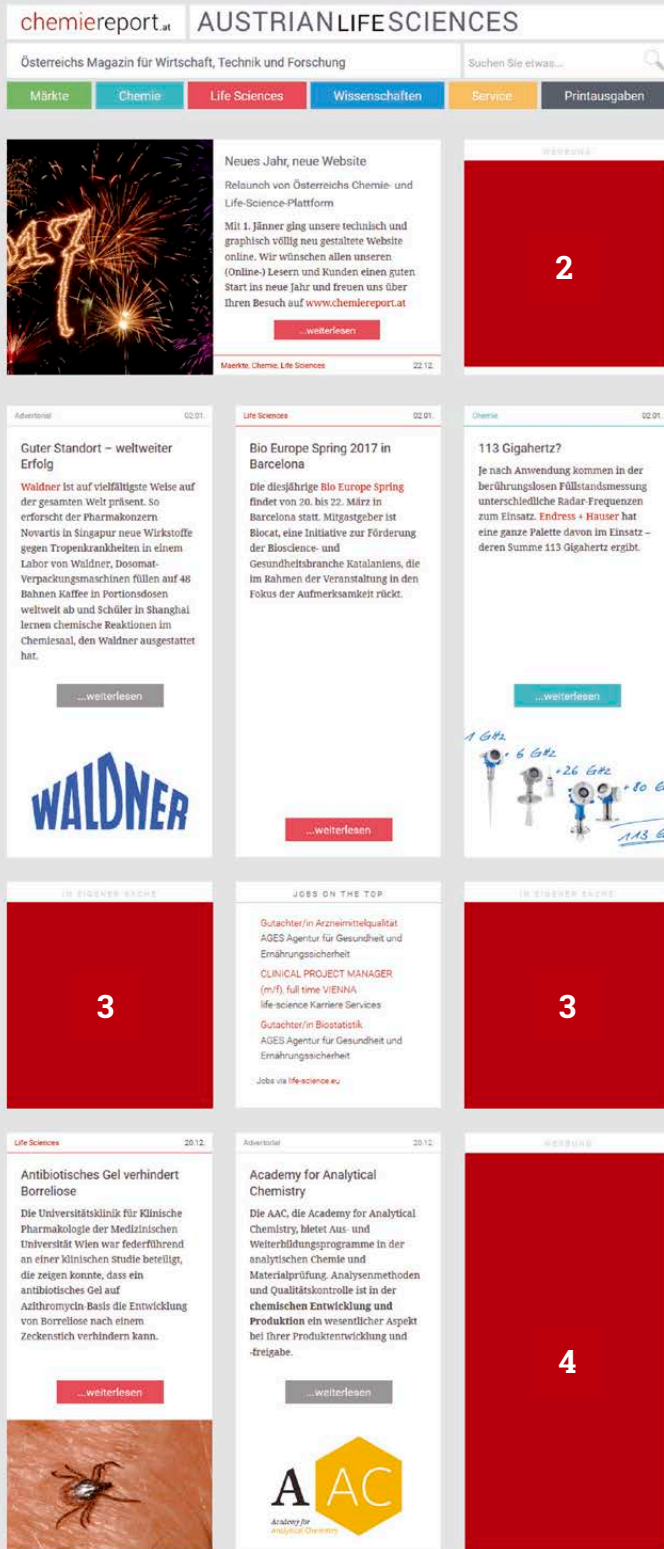 chemiereport.at AUSTRIANLIFESCIENCES
Österreichs Magazin für Wirtschaft, Technik und Forschung
Suchen Sie etwas...
Märkte
Chemie
Life Sciences
Wissenschaften
Service
Printausgaben
2017
Neues Jahr, neue Website
Relaunch von Österreichs Chemie- und
Life-Science-Plattform
Mit 1. Jänner ging unsere technisch und
graphisch völlig neu gestaltete Website
online. Wir wünschen allen unseren
(Online-) Lesern und Kunden einen guten
Start ins neue Jahr und freuen uns über
Ihren Besuch auf www.chemiereport.at
...weiterlesen
Maerkte, Chemie, Life Sciences 22.12.
WERBUNG
2
Advertorial 02.01.
Guter Standort – weltweiter
Erfolg
Waldner ist auf vielfältigste Weise auf
der gesamten Welt präsent. So
erforscht der Pharmakonzern
Novartis in Singapur neue Wirkstoffe
gegen Tropenkrankheiten in einem
Labor von Waldner, Dosomat-
Verpackungsmaschinen füllen auf 48
Bahnen Kaffee in Portionsdosen
weltweit ab und Schüler in Shanghai
lernen chemische Reaktionen im
Chemiesaal, den Waldner ausgestattet
hat.
...weiterlesen
WALDNER
Life Sciences 02.01.
Bio Europe Spring 2017 in
Barcelona
Die diesjährige Bio Europe Spring
findet von 20. bis 22. März in
Barcelona statt. Mitgastgeber ist
Biocat, eine Initiative zur Förderung
der Bioscience- und
Gesundheitsbranche Kataloniens, die
im Rahmen der Veranstaltung in den
Fokus der Aufmerksamkeit rückt.
...weiterlesen
Chemie 02.01.
113 Gigahertz?
Je nach Anwendung kommen in der
berührungslosen Füllstandsmessung
unterschiedliche Radar-Frequenzen
zum Einsatz. Endress + Hauser hat
eine ganze Palette davon im Einsatz –
deren Summe 113 Gigahertz ergibt.
...weiterlesen
1 GHz
+ 6 GHz
+26 GHz
+80 G
113 G
IN EIGENER SACHE
3
JOBS ON THE TOP
Gutachter/in Arzneimittelqualität
AGES Agentur für Gesundheit und
Ernährungssicherheit
CLINICAL PROJECT MANAGER
(m/f), full time VIENNA
life-science Karriere Services
Gutachter/in Biostatistik
AGES Agentur für Gesundheit und
Ernährungssicherheit
Jobs via life-science.eu
IN EIGENER SACHE
3
Life Sciences 20.12.
Antibiotisches Gel verhindert
Borreliose
Die Universitätsklinik für Klinische
Pharmakologie der Medizinischen
Universität Wien war federführend
an einer klinischen Studie beteiligt,
die zeigen konnte, dass ein
antibiotisches Gel auf
Azithromycin-Basis die Entwicklung
von Borreliose nach einem
Zeckenstich verhindern kann.
...weiterlesen
Advertorial 20.12.
Academy for Analytical
Chemistry
Die AAC, die Academy for Analytical
Chemistry, bietet Aus- und
Weiterbildungsprogramme in der
analytischen Chemie und
Materialprüfung. Analysenmethoden
und Qualitätskontrolle ist in der
chemischen Entwicklung und
Produktion ein wesentlicher Aspekt
bei Ihrer Produktentwicklung und
-freigabe.
...weiterlesen
A AC
Academy for
Analytical Chemistry
WERBUNG
4